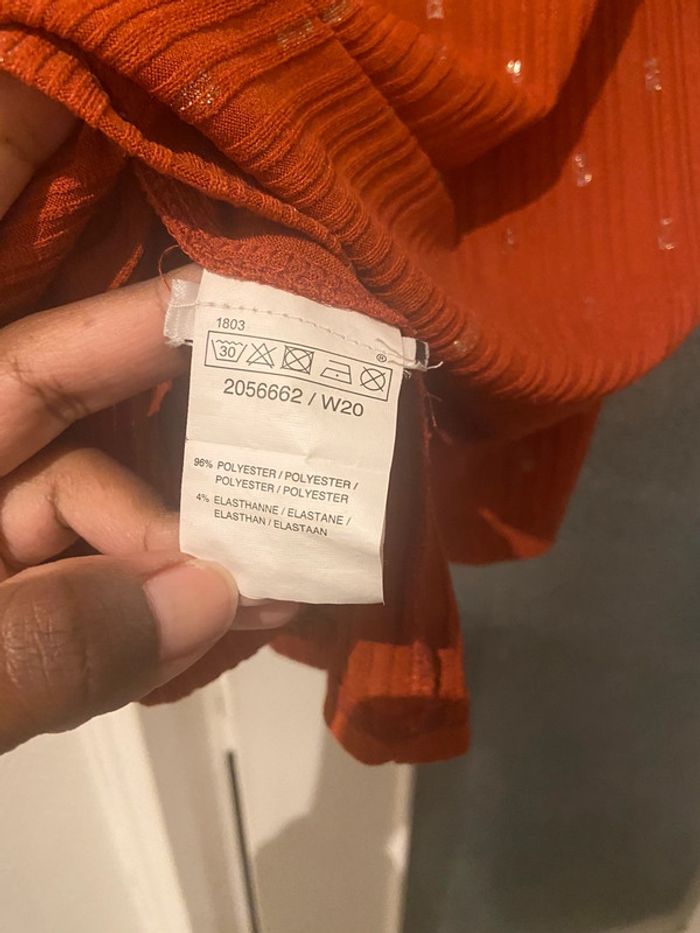 1803
30
®
2056662 / W20
96% POLYESTER / POLYESTER /
POLYESTER / POLYESTER
4% ELASTHANNE / ELASTANE /
ELASTHAN / ELASTAAN